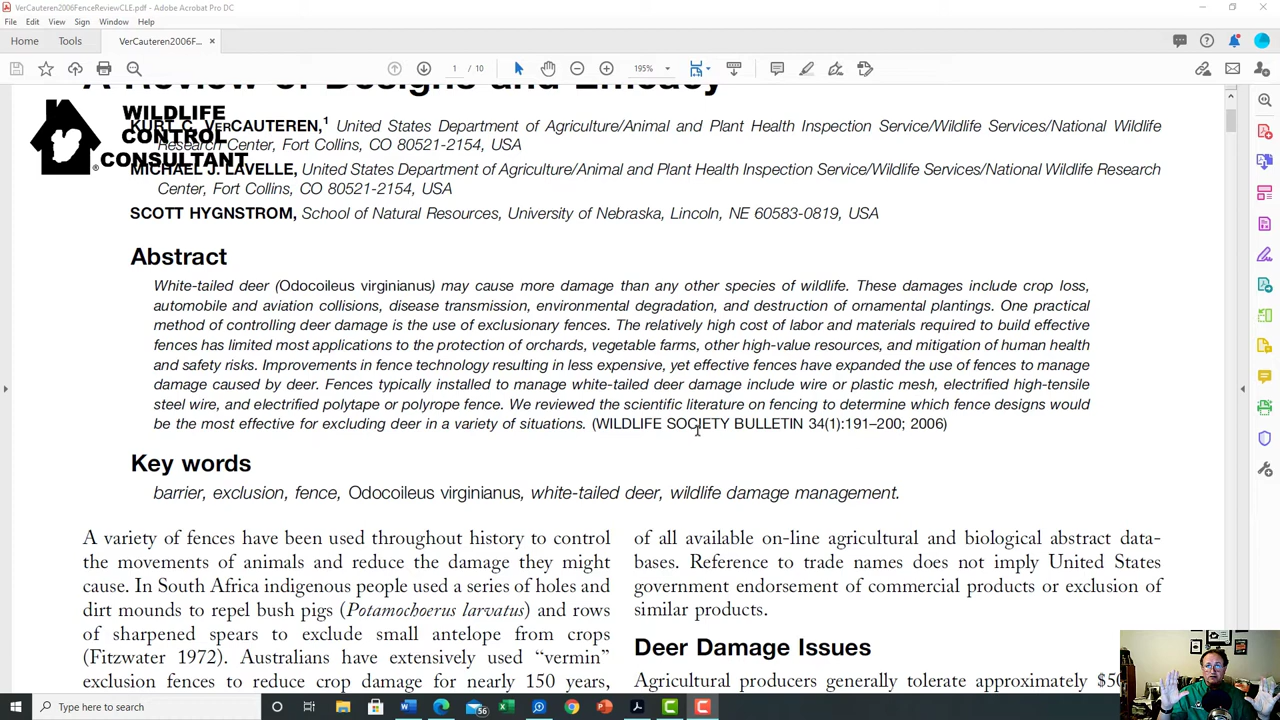 VerCauteren2006FenceReviewCLE.pdf - Adobe Acrobat Pro DC
File Edit View Sign Window Help
Home Tools VerCauteren2006F... ×
1 / 10 195%
A Review of Designs and Efficacy
WILDLIFE
CONTROL
CONSULTANT®
KURT C. VERCAUTEREN,1 United States Department of Agriculture/Animal and Plant Health Inspection Service/Wildlife Services/National Wildlife
Research Center, Fort Collins, CO 80521-2154, USA
MICHAEL J. LAVELLE, United States Department of Agriculture/Animal and Plant Health Inspection Service/Wildlife Services/National Wildlife Research
Center, Fort Collins, CO 80521-2154, USA
SCOTT HYGNSTROM, School of Natural Resources, University of Nebraska, Lincoln, NE 60583-0819, USA
Abstract
White-tailed deer (Odocoileus virginianus) may cause more damage than any other species of wildlife. These damages include crop loss,
automobile and aviation collisions, disease transmission, environmental degradation, and destruction of ornamental plantings. One practical
method of controlling deer damage is the use of exclusionary fences. The relatively high cost of labor and materials required to build effective
fences has limited most applications to the protection of orchards, vegetable farms, other high-value resources, and mitigation of human health
and safety risks. Improvements in fence technology resulting in less expensive, yet effective fences have expanded the use of fences to manage
damage caused by deer. Fences typically installed to manage white-tailed deer damage include wire or plastic mesh, electrified high-tensile
steel wire, and electrified polytape or polyrope fence. We reviewed the scientific literature on fencing to determine which fence designs would
be the most effective for excluding deer in a variety of situations. (WILDLIFE SOCIETY BULLETIN 34(1):191–200; 2006)
Key words
barrier, exclusion, fence, Odocoileus virginianus, white-tailed deer, wildlife damage management.
A variety of fences have been used throughout history to control
the movements of animals and reduce the damage they might
cause. In South Africa indigenous people used a series of holes and
dirt mounds to repel bush pigs (Potamochoerus larvatus) and rows
of sharpened spears to exclude small antelope from crops
(Fitzwater 1972). Australians have extensively used “vermin”
exclusion fences to reduce crop damage for nearly 150 years,
of all available on-line agricultural and biological abstract data-
bases. Reference to trade names does not imply United States
government endorsement of commercial products or exclusion of
similar products.
Deer Damage Issues
Agricultural producers generally tolerate approximately $50
Type here to search
56